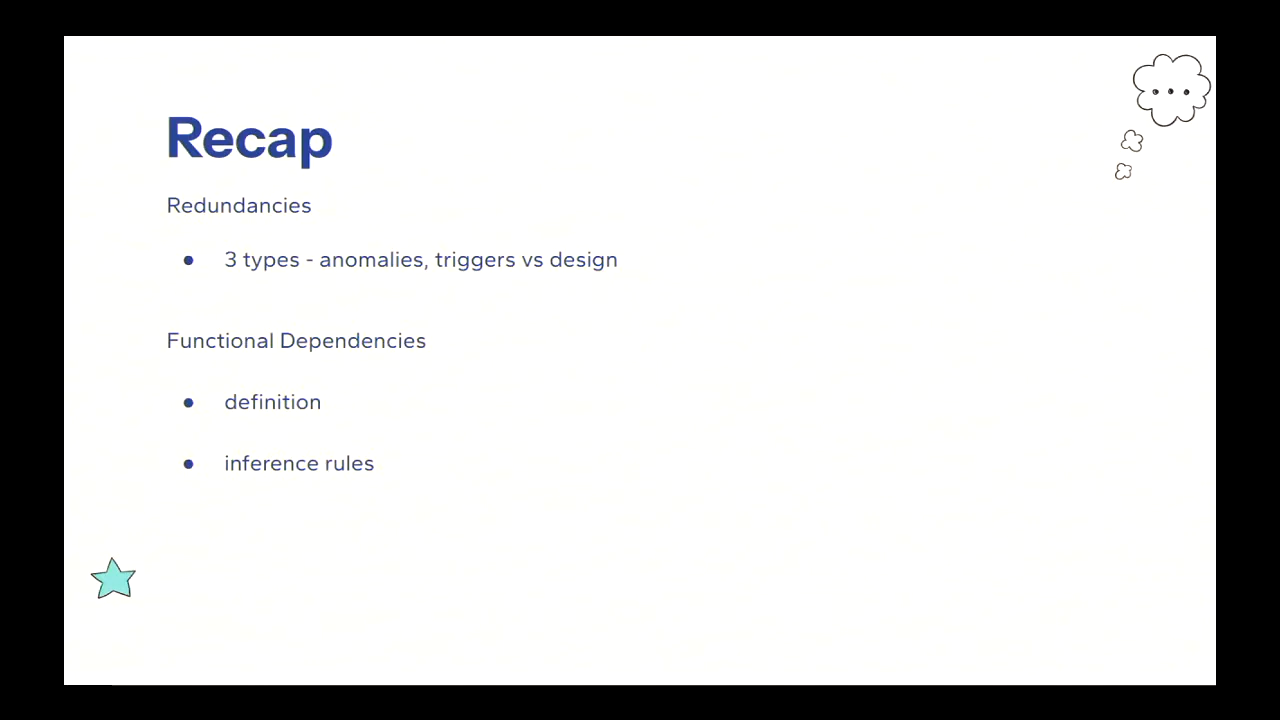 Recap
Redundancies
● 3 types - anomalies, triggers vs design
Functional Dependencies
● definition
● inference rules